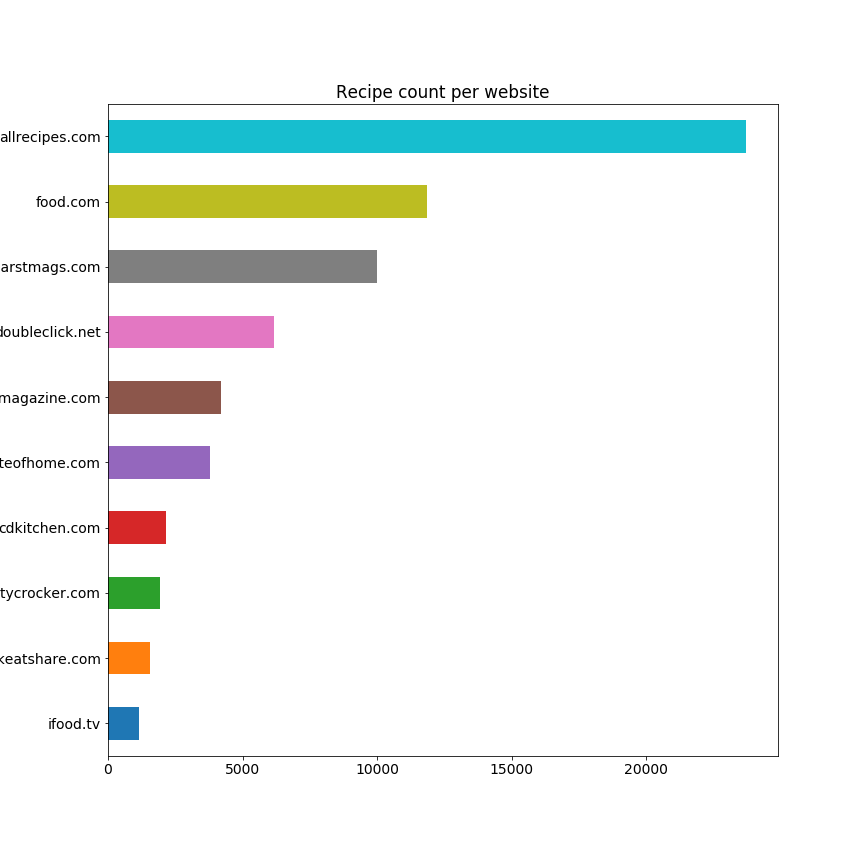 Recipe count per website
allrecipes.com
food.com
arstmags.com
doubleclick.net
magazine.com
teofhome.com
cdkitchen.com
tycrocker.com
keatshare.com
ifood.tv
0 5000 10000 15000 20000